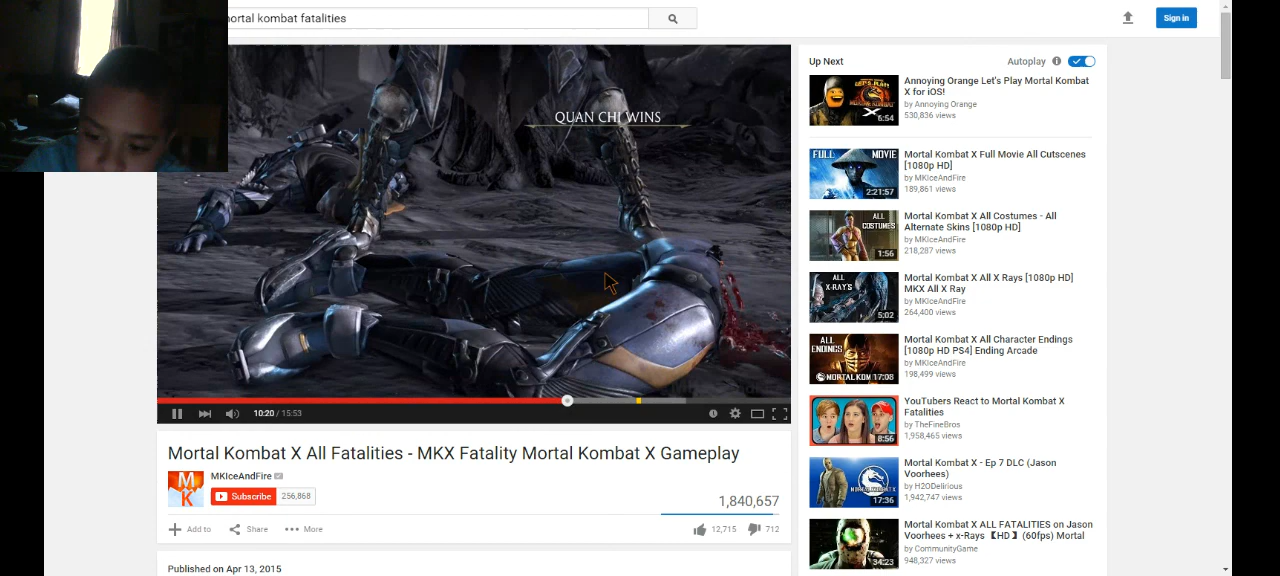 ortal kombat fatalities
Sign in
QUAN CHI WINS
10:20 / 15:53
Mortal Kombat X All Fatalities - MKX Fatality Mortal Kombat X Gameplay
MK
MKIceAndFire
Subscribe 256,868
1,840,657
Add to Share More
12,715 712
Published on Apr 13, 2015
Up Next
Autoplay
6:54
Annoying Orange Let's Play Mortal Kombat
X for iOS!
by Annoying Orange
530,836 views
FULL MOVIE
2:21:57
Mortal Kombat X Full Movie All Cutscenes
[1080p HD]
by MKIceAndFire
189,861 views
ALL
COSTUMES
1:56
Mortal Kombat X All Costumes - All
Alternate Skins [1080p HD]
by MKIceAndFire
218,287 views
ALL
X-RAYS
5:02
Mortal Kombat X All X Rays [1080p HD]
MKX All X Ray
by MKIceAndFire
264,400 views
ALL
ENDINGS
MORTAL KOM 17:08
Mortal Kombat X All Character Endings
[1080p HD PS4] Ending Arcade
by MKIceAndFire
198,499 views
8:56
YouTubers React to Mortal Kombat X
Fatalities
by TheFineBros
1,958,465 views
17:36
Mortal Kombat X - Ep 7 DLC (Jason
Voorhees)
by H2ODelirious
1,942,747 views
34:23
Mortal Kombat X ALL FATALITIES on Jason
Voorhees + x-Rays 【HD】 (60fps) Mortal
by CommunityGame
948,327 views